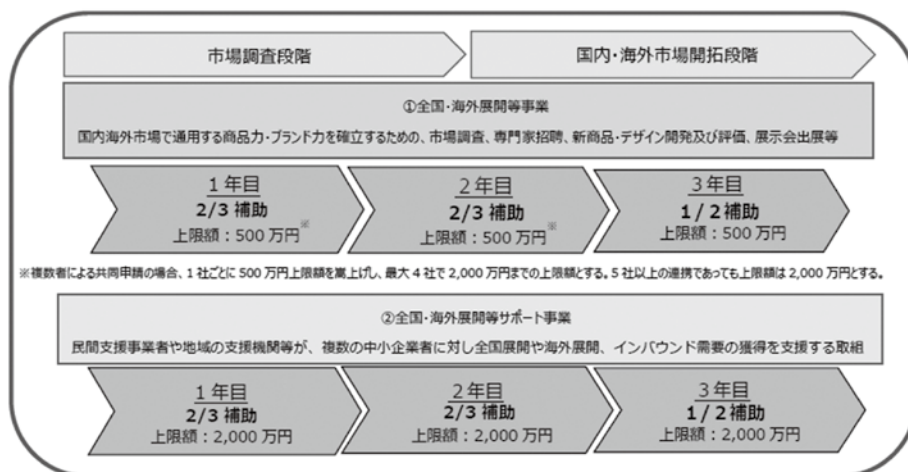 市場調査段階
国内・海外市場開拓段階
①全国・海外展開等事業
国内海外市場で通用する商品力・ブランド力を確立するための、市場調査、専門家招聘、新商品・デザイン開発及び評価、展示会出展等
1年目
2/3 補助
上限額：500 万円※
2年目
2/3 補助
上限額：500 万円※
3年目
1/2 補助
上限額：500 万円
※複数者による共同申請の場合、1社ごとに 500 万円上限額を嵩上げし、最大 4 社で 2,000 万円までの上限額とする。5 社以上の連携であっても上限額は 2,000 万円とする。
②全国・海外展開等サポート事業
民間支援事業者や地域の支援機関等が、複数の中小企業者に対し全国展開や海外展開、インバウンド需要の獲得を支援する取組
1年目
2/3 補助
上限額：2,000 万円
2年目
2/3 補助
上限額：2,000 万円
3年目
1/2 補助
上限額：2,000 万円